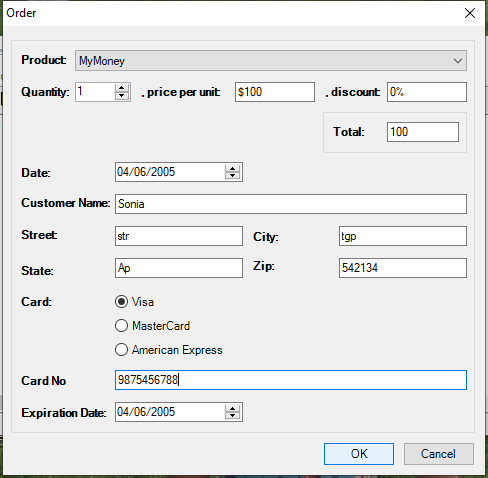 Order
Product: MyMoney
Quantity: 1 , price per unit: $100 , discount: 0%
Total: 100
Date: 04/06/2005
Customer Name: Sonia
Street: str City: tgp
State: Ap Zip: 542134
Card: Visa
MasterCard
American Express
Card No 9875456788
Expiration Date: 04/06/2005
OK Cancel